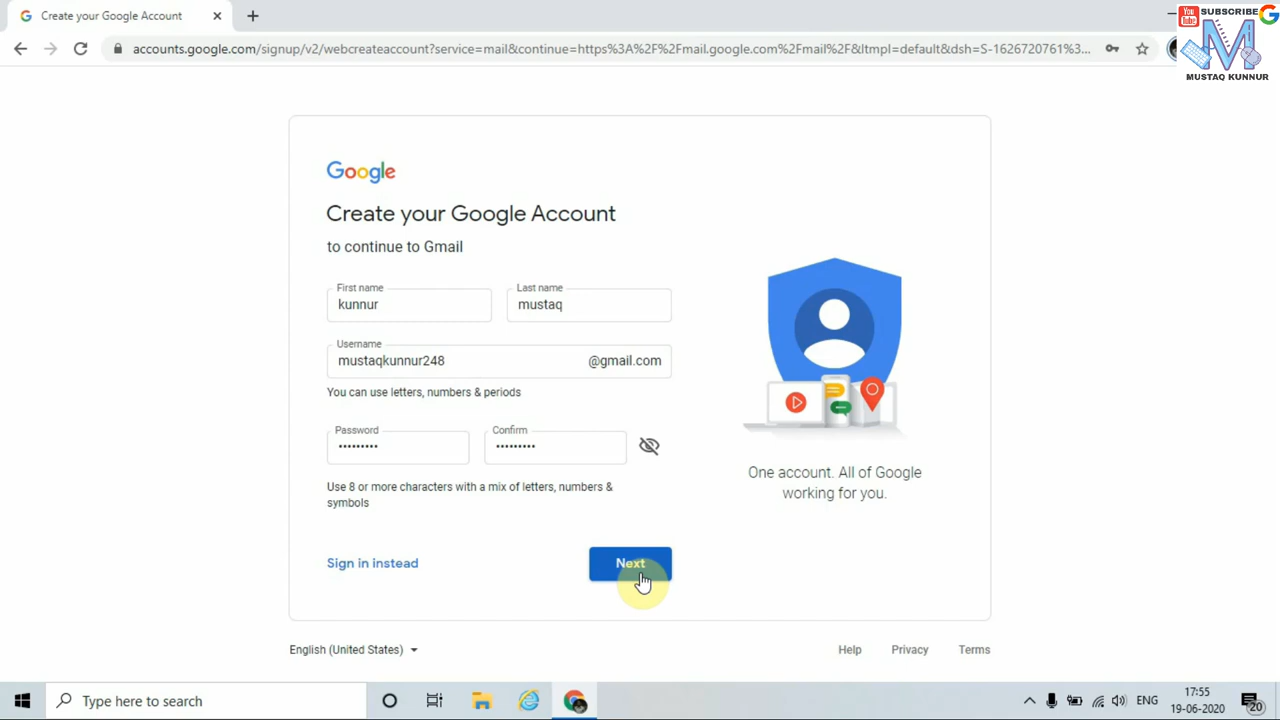 Create your Google Account
accounts.google.com/signup/v2/webcreateaccount?service=mail&continue=https%3A%2F%2Fmail.google.com%2Fmail%2F&ltmpl=default&dsh=S-1626720761%3...
You Tube SUBSCRIBE
MUSTAQ KUNNUR
Google
Create your Google Account
to continue to Gmail
First name
kunnur
Last name
mustaq
Username
mustaqkunnur248 @gmail.com
You can use letters, numbers & periods
Password
•••••••••
Confirm
•••••••••
Use 8 or more characters with a mix of letters, numbers &
symbols
Sign in instead
Next
One account. All of Google
working for you.
English (United States)
Help
Privacy
Terms
Type here to search
ENG
17:55
19-06-2020
20